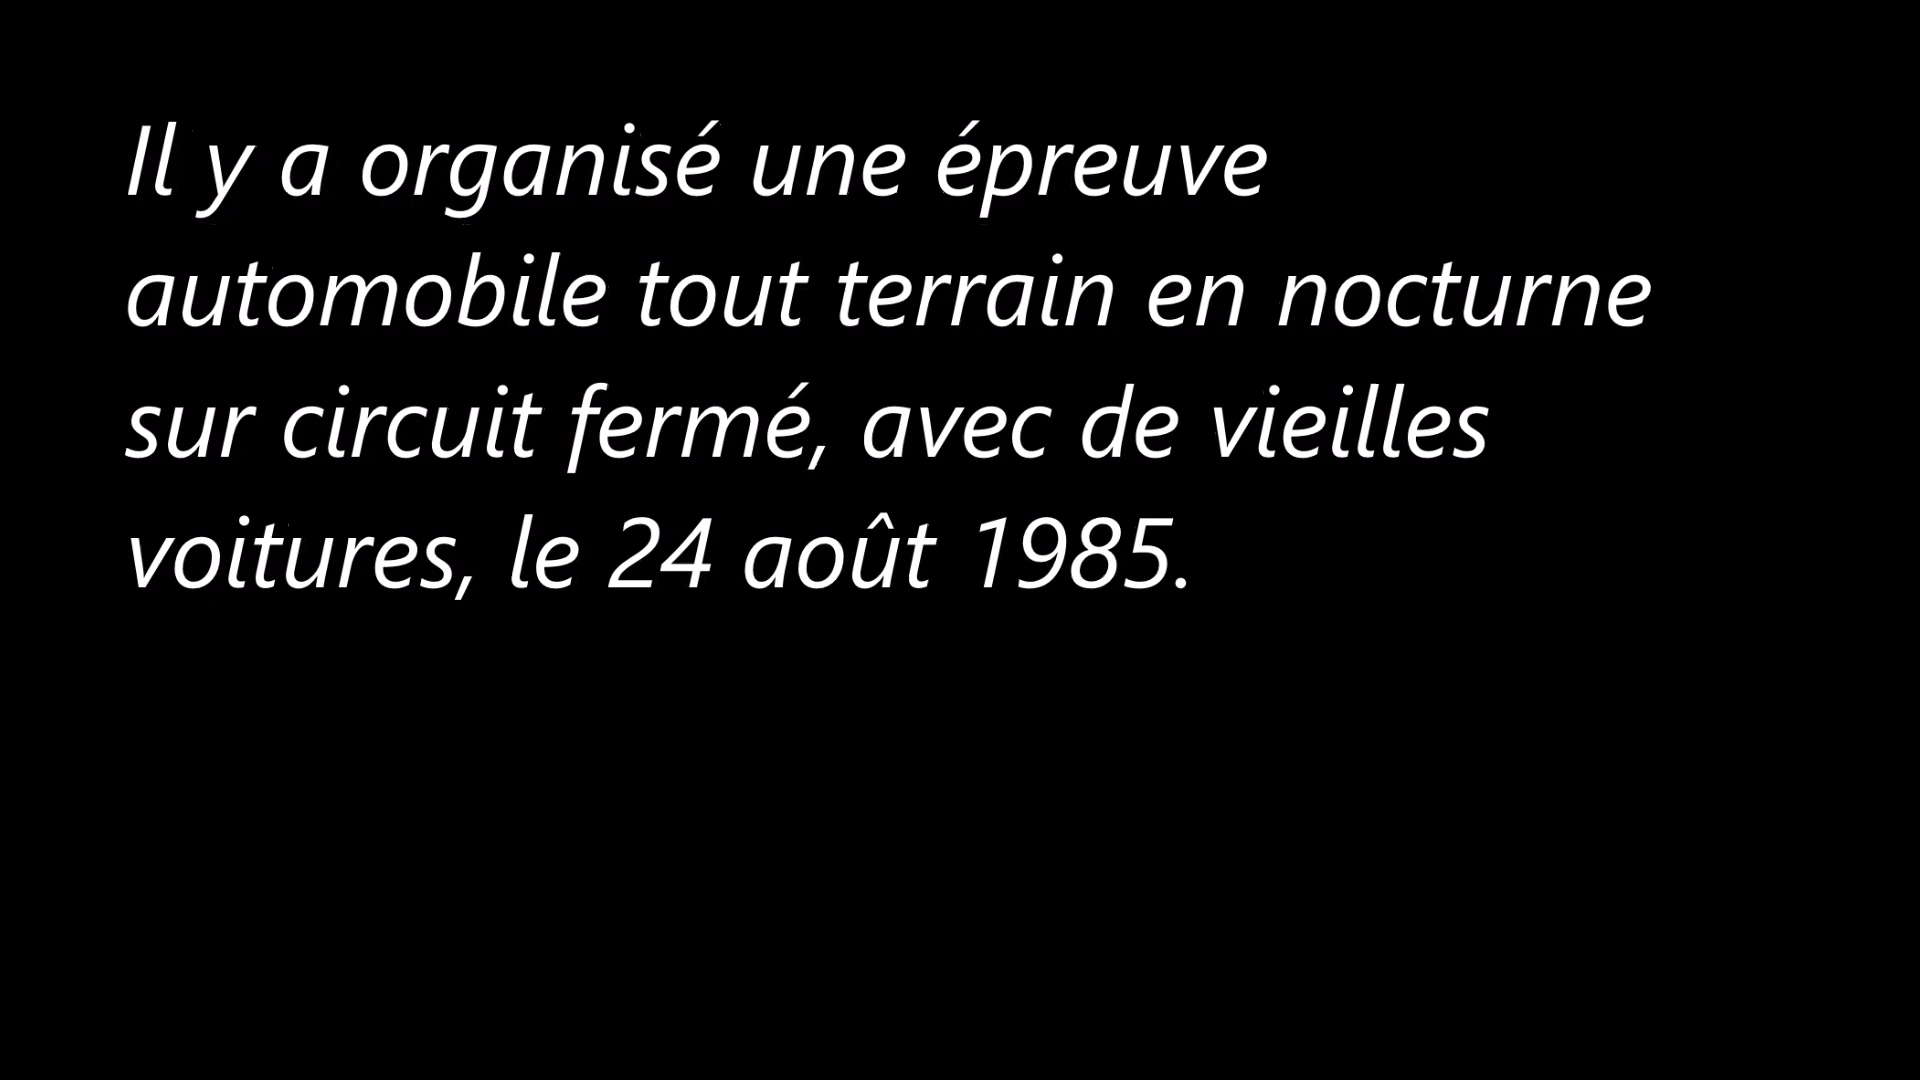 Il y a organisé une épreuve
automobile tout terrain en nocturne
sur circuit fermé, avec de vieilles
voitures, le 24 août 1985.